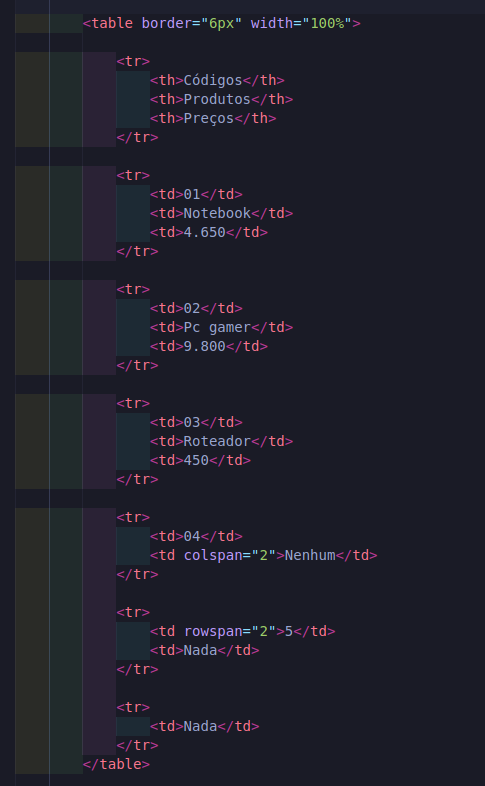 <table border="6px" width="100%">
<tr>
<th>Códigos</th>
<th>Produtos</th>
<th>Preços</th>
</tr>
<tr>
<td>01</td>
<td>Notebook</td>
<td>4.650</td>
</tr>
<tr>
<td>02</td>
<td>Pc gamer</td>
<td>9.800</td>
</tr>
<tr>
<td>03</td>
<td>Roteador</td>
<td>450</td>
</tr>
<tr>
<td>04</td>
<td colspan="2">Nenhum</td>
</tr>
<tr>
<td rowspan="2">5</td>
<td>Nada</td>
</tr>
<tr>
<td>Nada</td>
</tr>
</table>